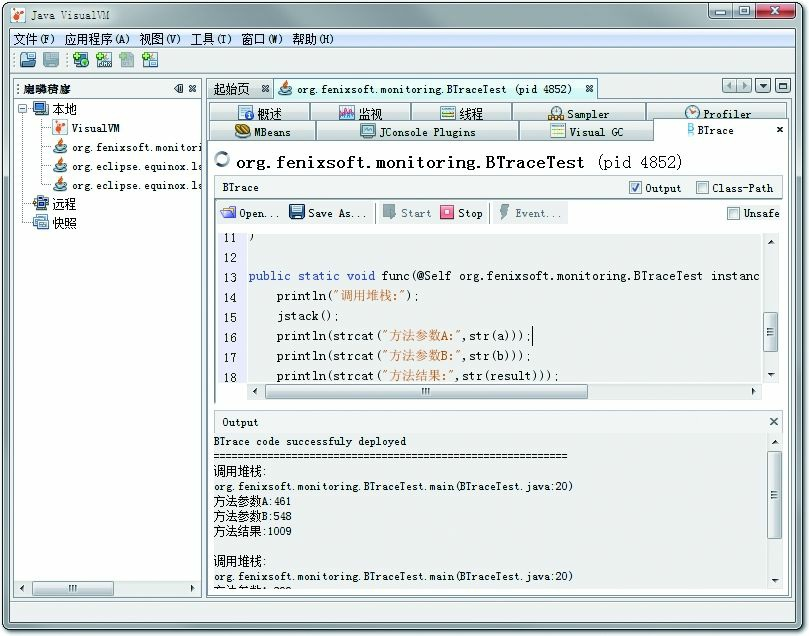 Java VisualVM
文件(F) 应用程序(A) 视图(V) 工具(T) 窗口(W) 帮助(H)
起始页 org.fenixsoft.monitoring.BTraceTest (pid 4852)
本地
VisualVM
org.fenixsoft.monitori
org.eclipse.equinox.la
org.eclipse.equinox.la
远程
快照
概述 监视 线程 Sampler Profiler
MBeans JConsole Plugins Visual GC BTrace
org.fenixsoft.monitoring.BTraceTest (pid 4852)
BTrace Output Class-Path
Open... Save As... Start Stop Event... Unsafe
11 )
12
13 public static void func(@Self org.fenixsoft.monitoring.BTraceTest instanc
14 println("调用堆栈:");
15 jstack();
16 println(strcat("方法参数A:",str(a)));
17 println(strcat("方法参数B:",str(b)));
18 println(strcat("方法结果:",str(result)));
Output
BTrace code successfuly deployed
===========================================================
调用堆栈:
org.fenixsoft.monitoring.BTraceTest.main(BTraceTest.java:20)
方法参数A:461
方法参数B:548
方法结果:1009
调用堆栈:
org.fenixsoft.monitoring.BTraceTest.main(BTraceTest.java:20)